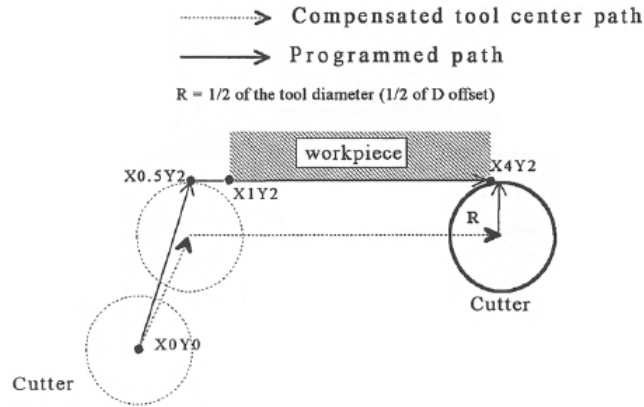 Compensated tool center path
Programmed path
R = 1/2 of the tool diameter (1/2 of D offset)
workpiece
X0.5Y2
X1Y2
X4Y2
R
Cutter
X0Y0
Cutter